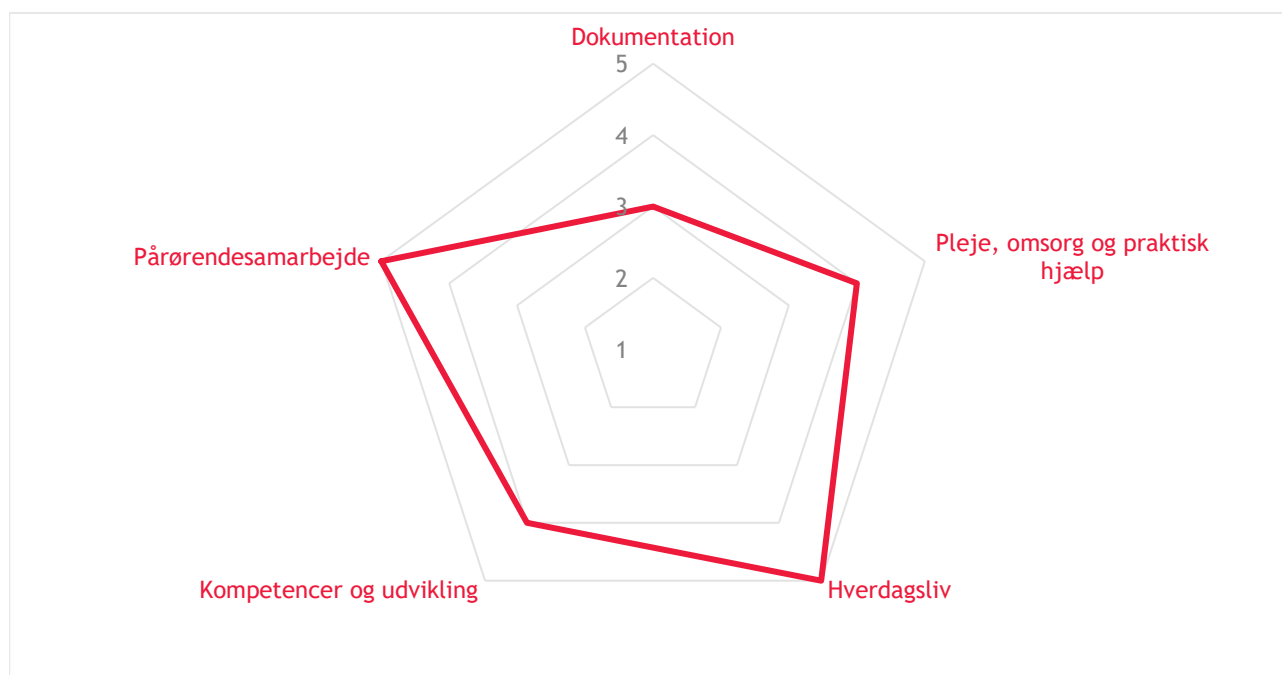 Dokumentation
5
4
3
2
1
Pleje, omsorg og praktisk
hjælp
Hverdagsliv
Kompetencer og udvikling
Pårørendesamarbejde